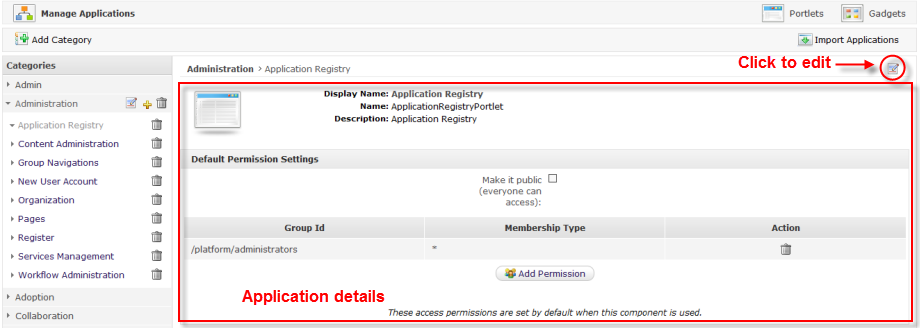 Manage Applications
Portlets
Gadgets
Add Category
Import Applications
Categories
Admin
Administration
Application Registry
Content Administration
Group Navigations
New User Account
Organization
Pages
Register
Services Management
Workflow Administration
Adoption
Collaboration
Administration › Application Registry
Click to edit
Display Name: Application Registry
Name: ApplicationRegistryPortlet
Description: Application Registry
Default Permission Settings
Make it public
(everyone can
access):
Group Id Membership Type Action
/platform/administrators *
Add Permission
Application details
These access permissions are set by default when this component is used.